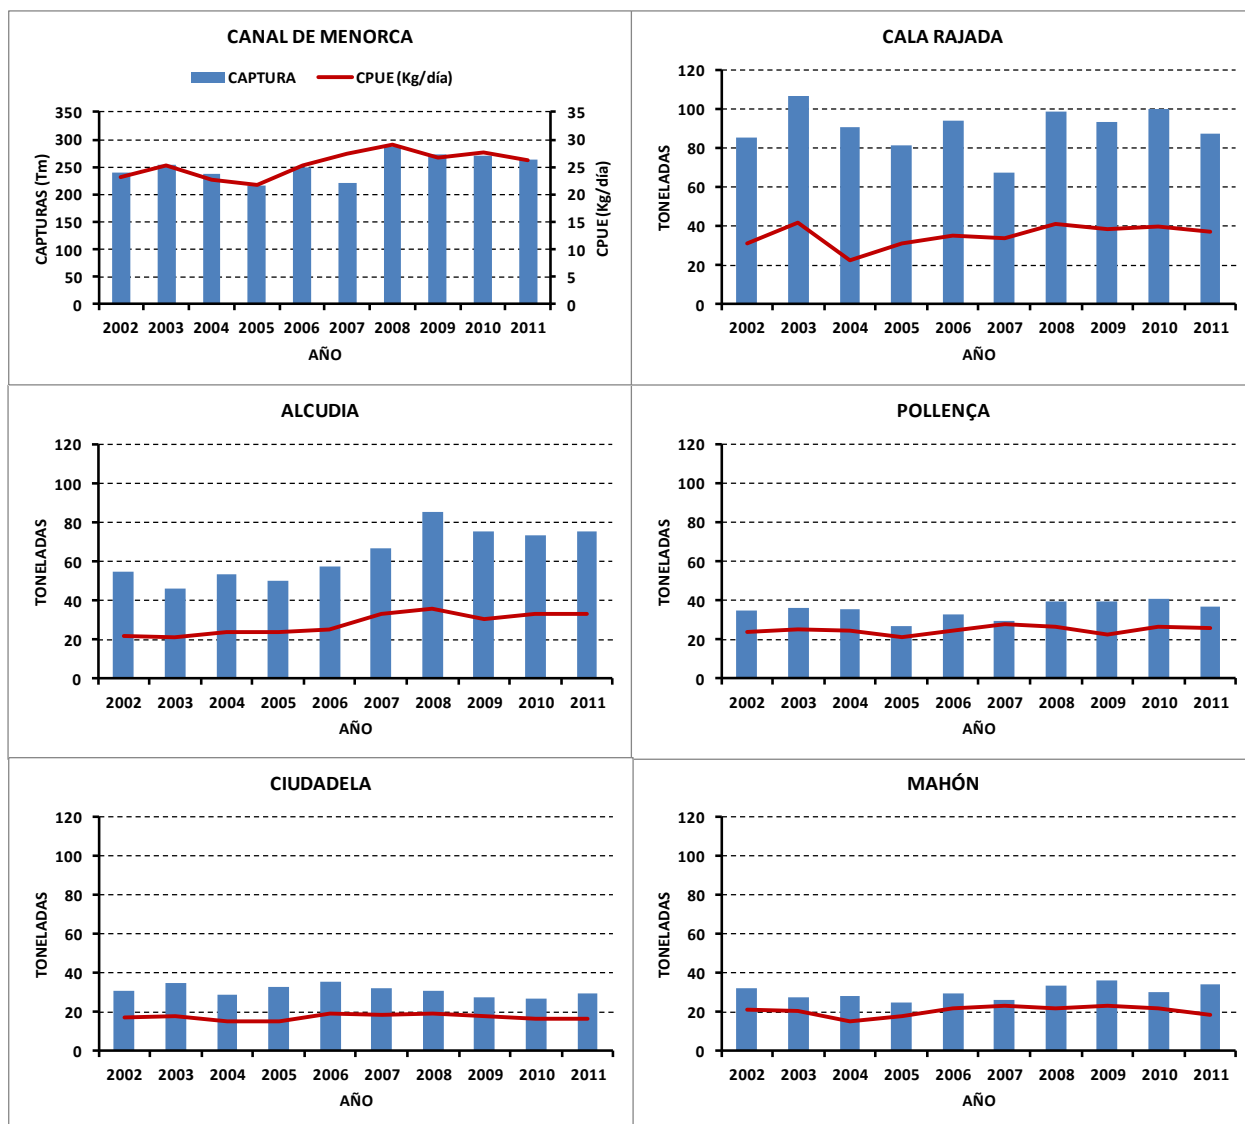 CANAL DE MENORCA
CAPTURA CPUE (Kg/día)
CAPTURAS (Tm)
350
300
250
200
150
100
50
0
35
30
25
20
15
10
5
0
CPUE (Kg/día)
2002 2003 2004 2005 2006 2007 2008 2009 2010 2011
AÑO
CALA RAJADA
TONELADAS
120
100
80
60
40
20
0
2002 2003 2004 2005 2006 2007 2008 2009 2010 2011
AÑO
ALCUDIA
TONELADAS
120
100
80
60
40
20
0
2002 2003 2004 2005 2006 2007 2008 2009 2010 2011
AÑO
POLLENÇA
TONELADAS
120
100
80
60
40
20
0
2002 2003 2004 2005 2006 2007 2008 2009 2010 2011
AÑO
CIUDADELA
TONELADAS
120
100
80
60
40
20
0
2002 2003 2004 2005 2006 2007 2008 2009 2010 2011
AÑO
MAHÓN
TONELADAS
120
100
80
60
40
20
0
2002 2003 2004 2005 2006 2007 2008 2009 2010 2011
AÑO